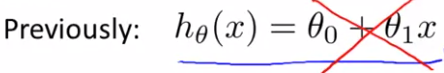 Previously: hθ(x) = θ0 + θ1x